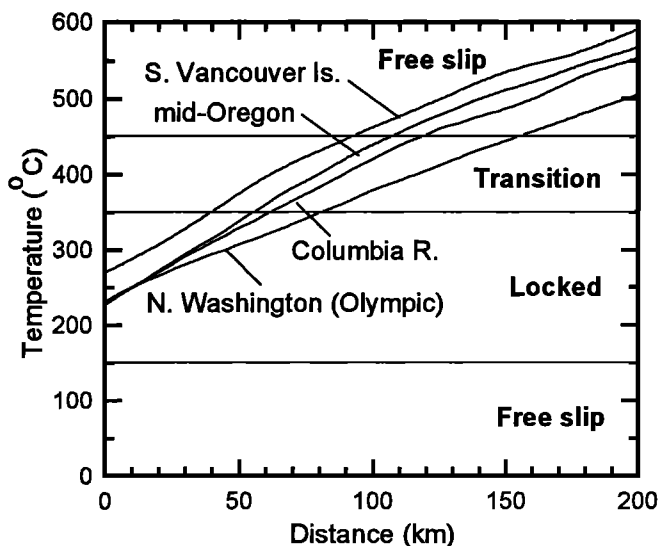 600
500
400
300
200
100
0
Temperature (°C)
Free slip
S. Vancouver Is.
mid-Oregon
Transition
Columbia R.
Locked
N. Washington (Olympic)
Free slip
0 50 100 150 200
Distance (km)